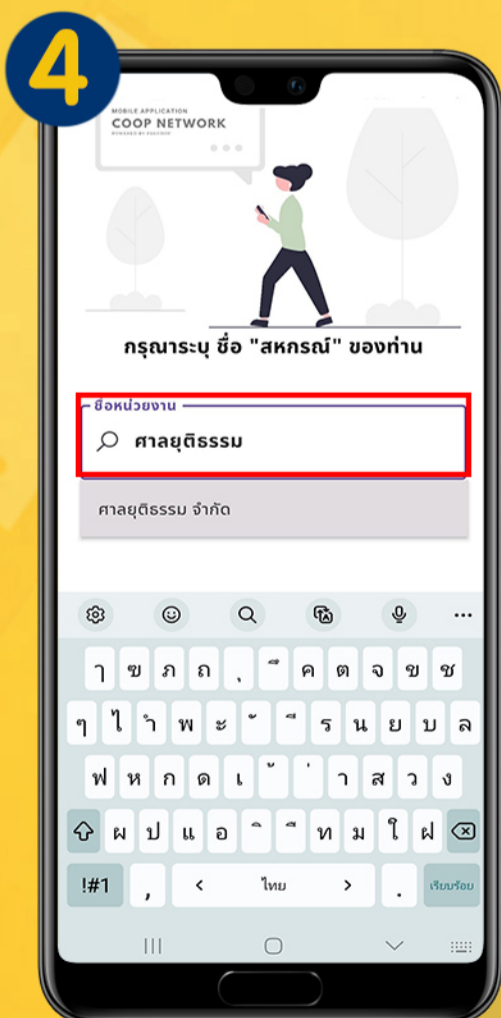 4
MOBILE APPLICATION
COOP NETWORK
กรุณาระบุ ชื่อ "สหกรณ์" ของท่าน
ชื่อหน่วยงาน
ศาลยุติธรรม
ศาลยุติธรรม จำกัด
ๅ ข ภ ถ ุ ึ ค ต จ ข ช
ๆ ไ ำ พ ะ ั ี ร น ย บ ล
ฟ ห ก ด เ ้ ่ า ส ว ง
ผ ป แ อ ิ ื ท ม ใ ฝ
!#1 , < ไทย > . เรียบร้อย